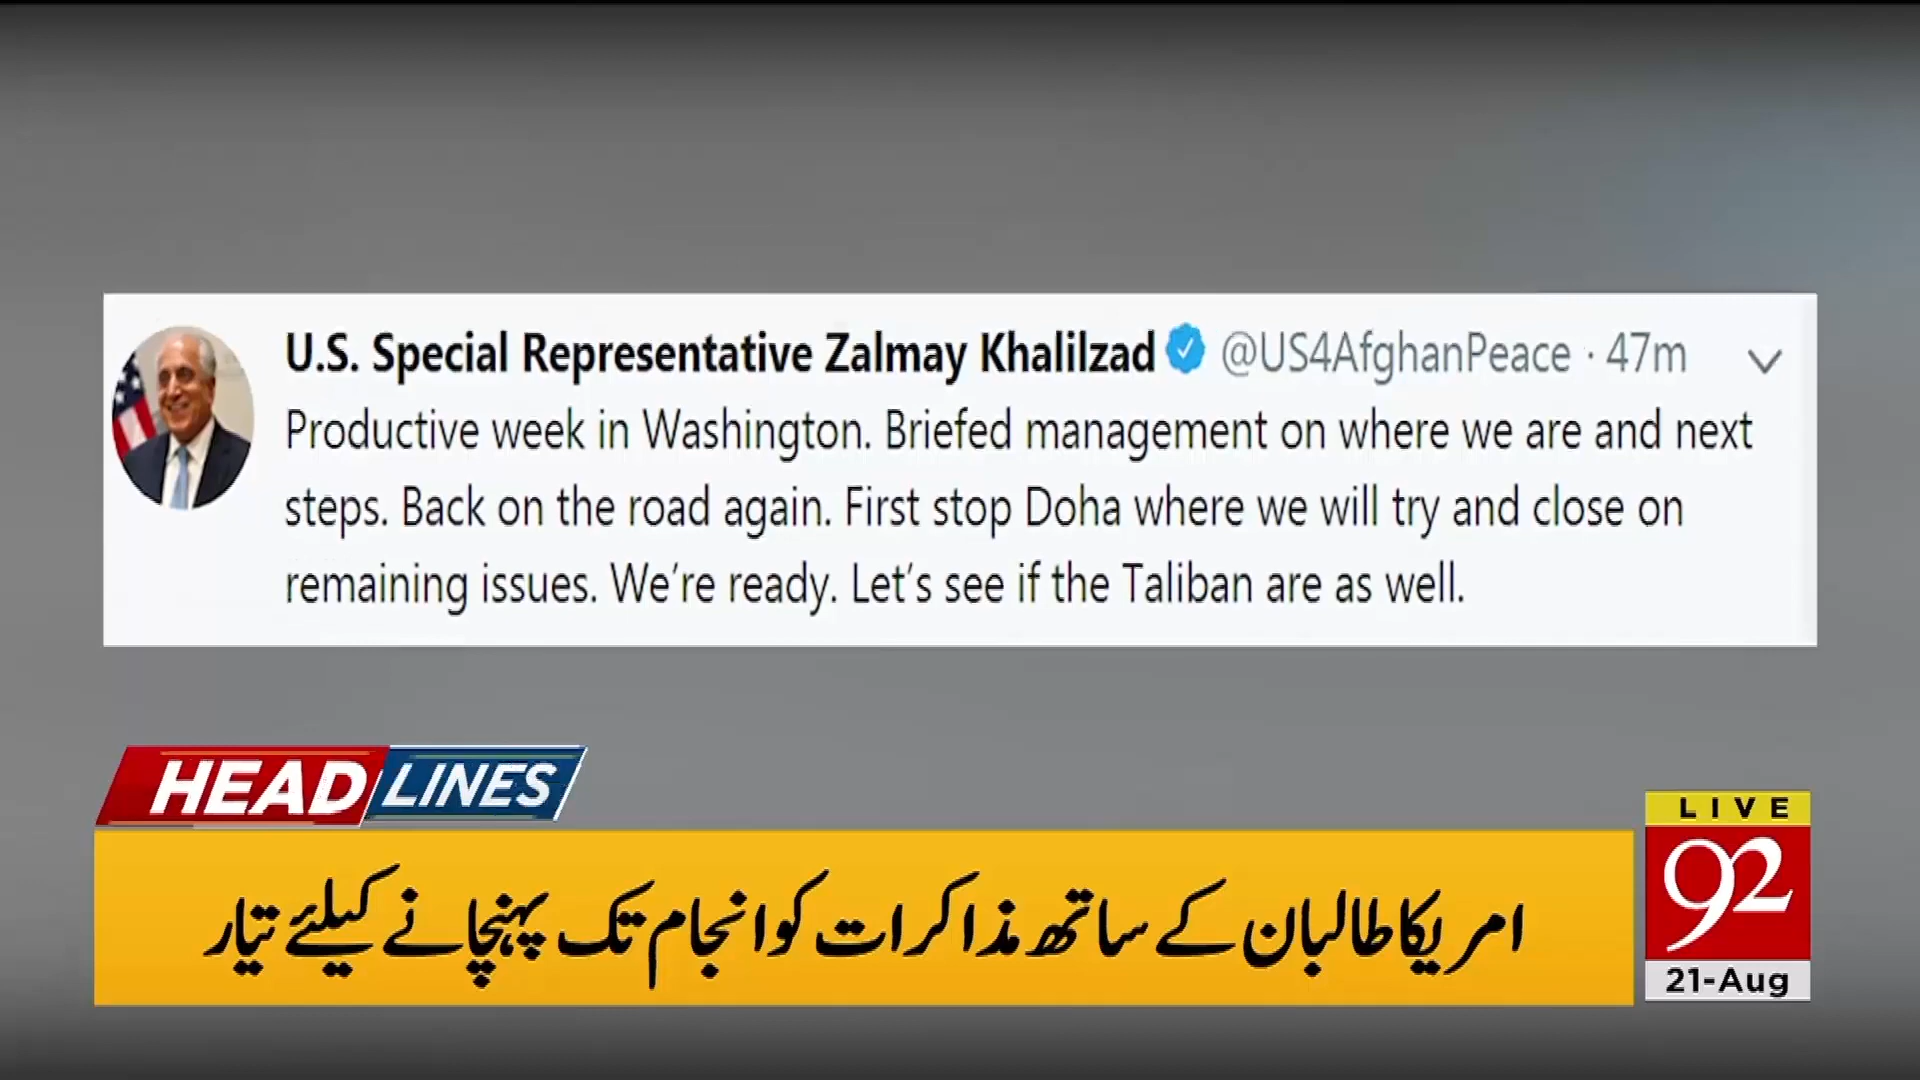 U.S. Special Representative Zalmay Khalilzad @US4AfghanPeace · 47m
Productive week in Washington. Briefed management on where we are and next
steps. Back on the road again. First stop Doha where we will try and close on
remaining issues. We're ready. Let's see if the Taliban are as well.
HEADLINES
امریکا طالبان کے ساتھ مذاکرات کو انجام تک پہنچانے کیلئے تیار
LIVE
92
21-Aug